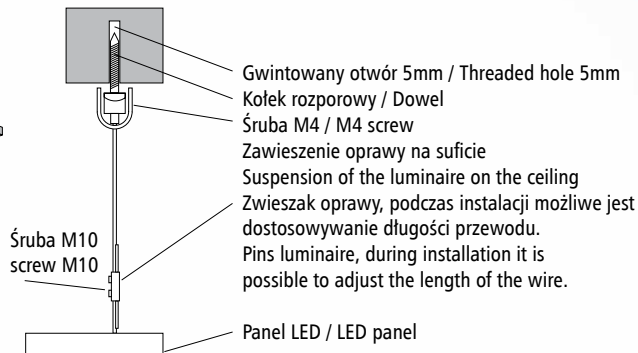 Gwintowany otwór 5mm / Threaded hole 5mm
Kołek rozporowy / Dowel
Śruba M4 / M4 screw
Zawieszenie oprawy na suficie
Suspension of the luminaire on the ceiling
Zwieszak oprawy, podczas instalacji możliwe jest
dostosowywanie długości przewodu.
Pins luminaire, during installation it is
possible to adjust the length of the wire.
Śruba M10
screw M10
Panel LED / LED panel